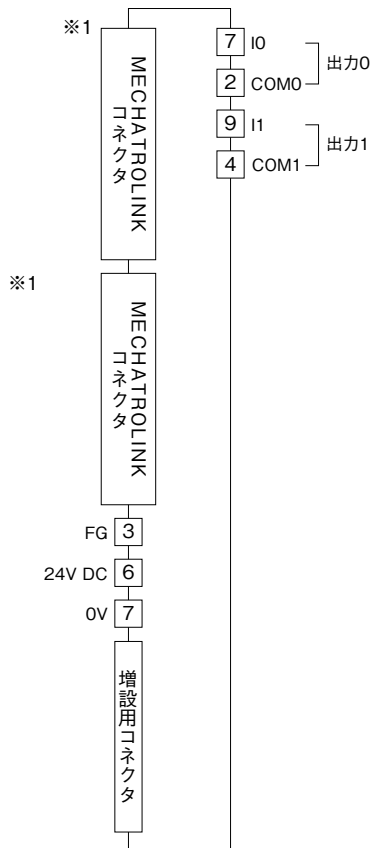 ※1
MECHATROLINK
コネクタ
※1
MECHATROLINK
コネクタ
FG 3
24V DC 6
0V 7
増設用コネクタ
7 I0
2 COM0
出力0
9 I1
4 COM1
出力1